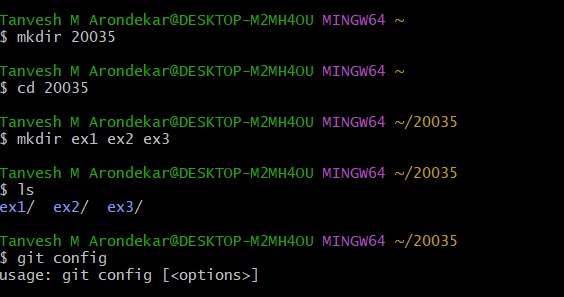 Tanvesh M Arondekar@DESKTOP-M2MH4OU MINGW64 ~
$ mkdir 20035
Tanvesh M Arondekar@DESKTOP-M2MH4OU MINGW64 ~
$ cd 20035
Tanvesh M Arondekar@DESKTOP-M2MH4OU MINGW64 ~/20035
$ mkdir ex1 ex2 ex3
Tanvesh M Arondekar@DESKTOP-M2MH4OU MINGW64 ~/20035
$ ls
ex1/  ex2/  ex3/
Tanvesh M Arondekar@DESKTOP-M2MH4OU MINGW64 ~/20035
$ git config
usage: git config [<options>]